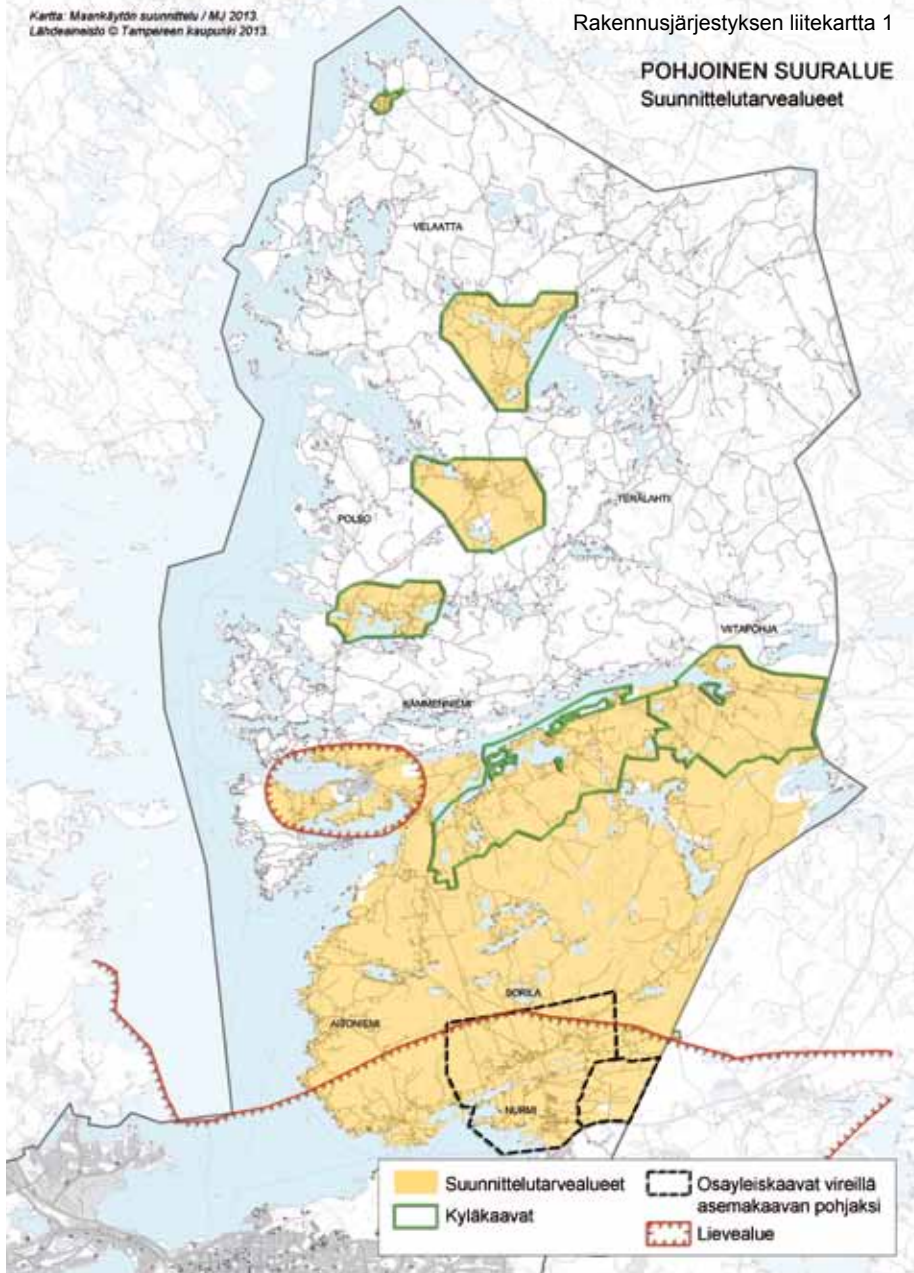 Kartta: Maankäytön suunnittelu / MJ 2013.
Lähdeaineisto © Tampereen kaupunki 2013.
Rakennusjärjestyksen liitekartta 1
POHJOINEN SUURALUE
Suunnittelutarvealueet
VELAATTA
POLSO
TERÄLAHTI
VIITAPOHJA
KÄMMENNIEMI
SORILA
AITONIEMI
NURMI
Suunnittelutarvealueet
Kyläkaavat
Osayleiskaavat vireillä
asemakaavan pohjaksi
Lievealue